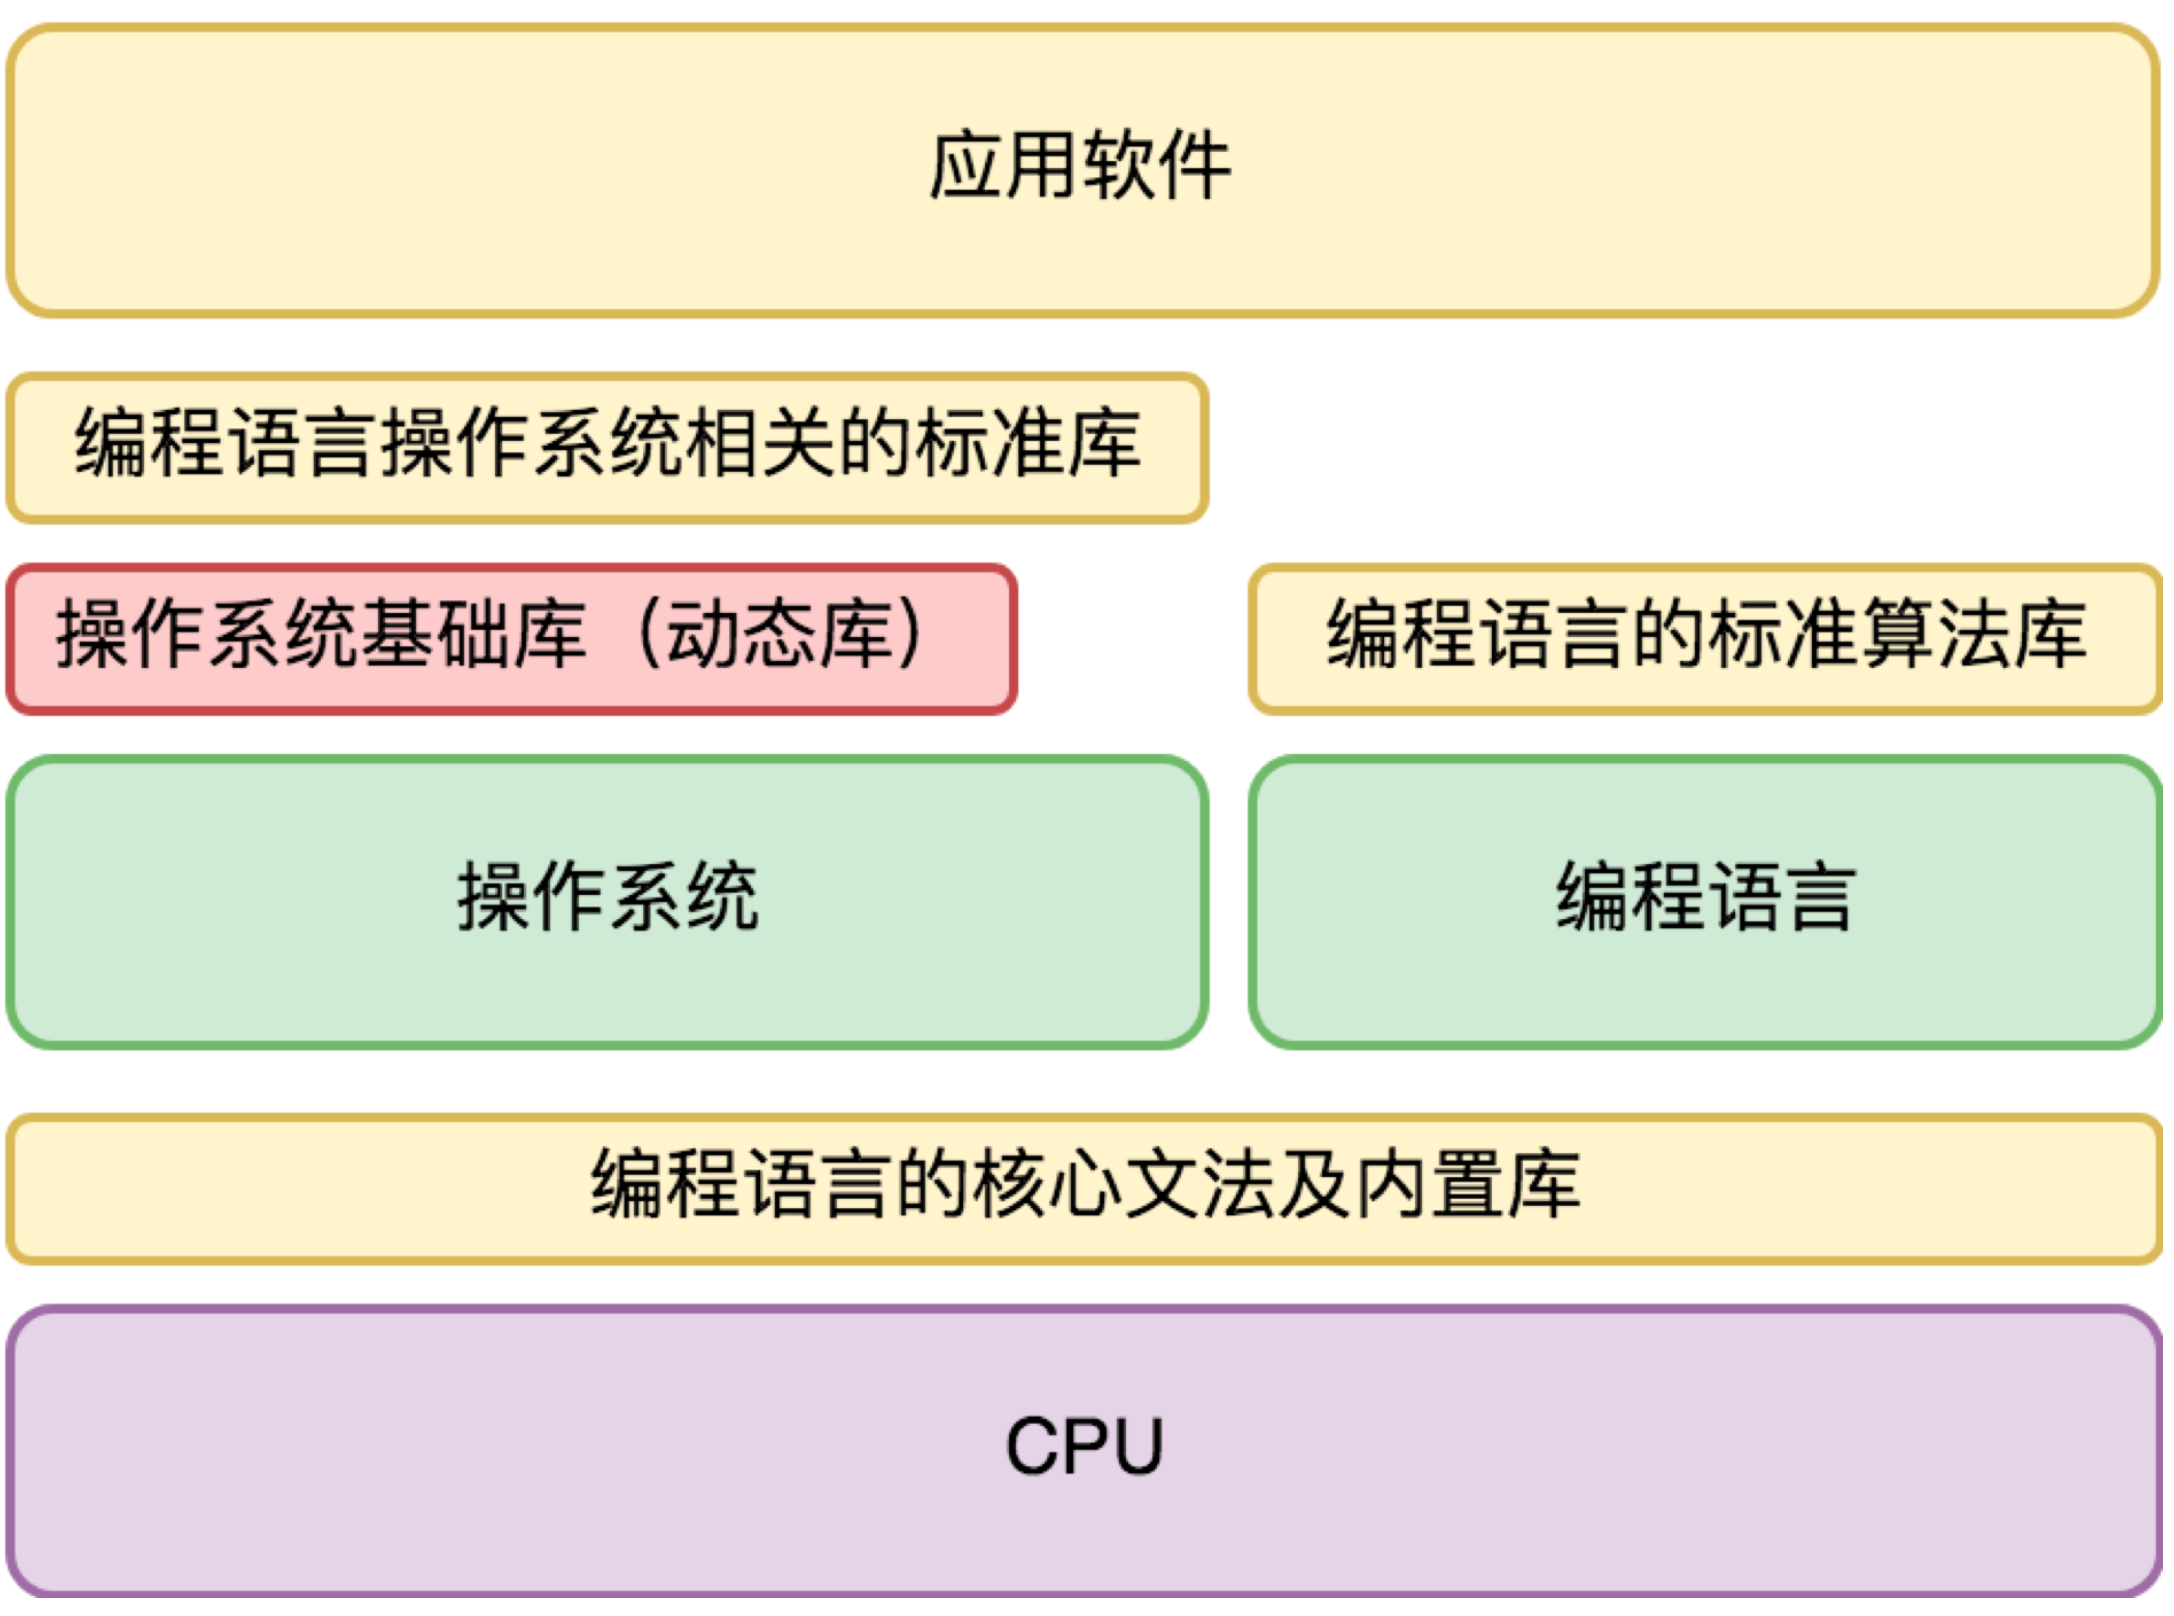 应用软件
编程语言操作系统相关的标准库
操作系统基础库（动态库）
编程语言的标准算法库
操作系统
编程语言
编程语言的核心文法及内置库
CPU